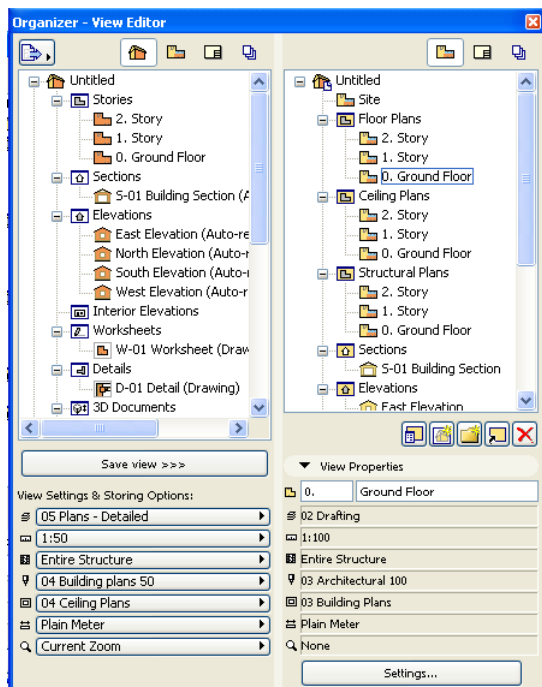 Organizer - View Editor
Untitled
Stories
2. Story
1. Story
0. Ground Floor
Sections
S-01 Building Section (A
Elevations
East Elevation (Auto-re
North Elevation (Auto-r
South Elevation (Auto-r
West Elevation (Auto-r
Interior Elevations
Worksheets
W-01 Worksheet (Draw
Details
D-01 Detail (Drawing)
3D Documents
Save view >>>
View Settings & Storing Options:
05 Plans - Detailed
1:50
Entire Structure
04 Building plans 50
04 Ceiling Plans
Plain Meter
Current Zoom
Untitled
Site
Floor Plans
2. Story
1. Story
0. Ground Floor
Ceiling Plans
2. Story
1. Story
0. Ground Floor
Structural Plans
2. Story
1. Story
0. Ground Floor
Sections
S-01 Building Section
Elevations
East Elevation
View Properties
0. Ground Floor
02 Drafting
1:100
Entire Structure
03 Architectural 100
03 Building Plans
Plain Meter
None
Settings...